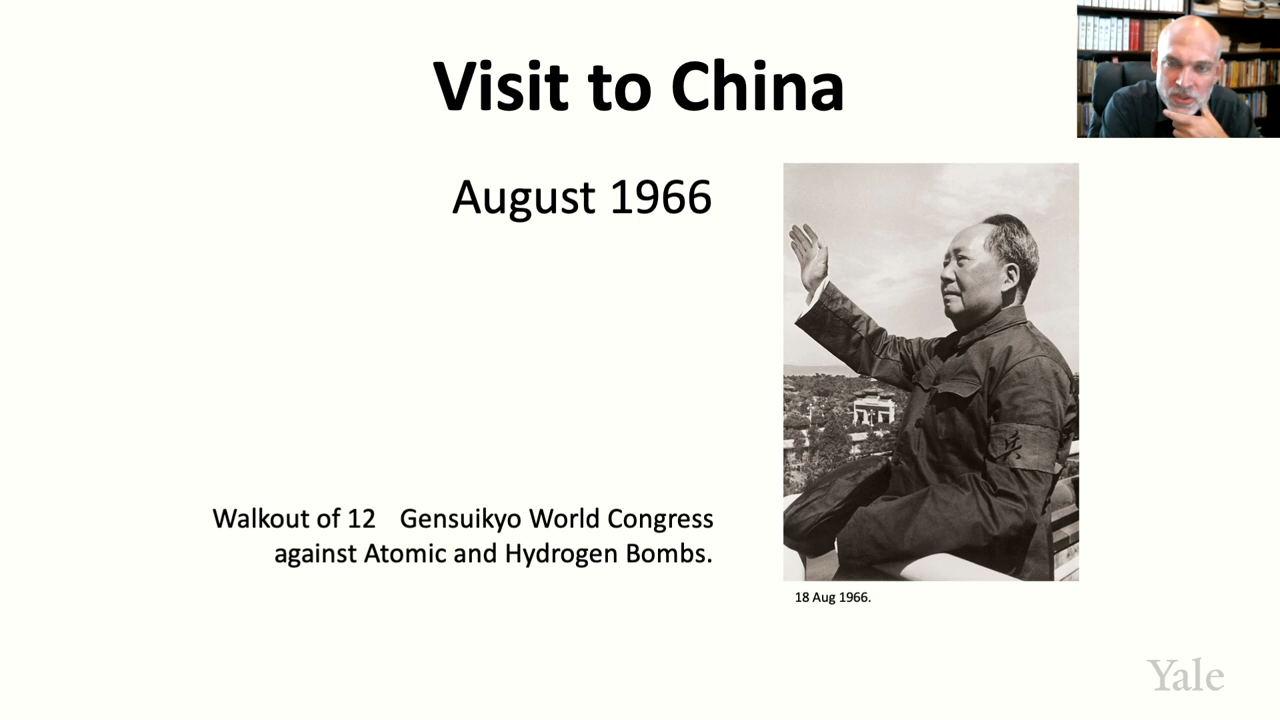 Visit to China
August 1966
Walkout of 12 Gensuikyo World Congress
against Atomic and Hydrogen Bombs.
兵
18 Aug 1966.
Yale